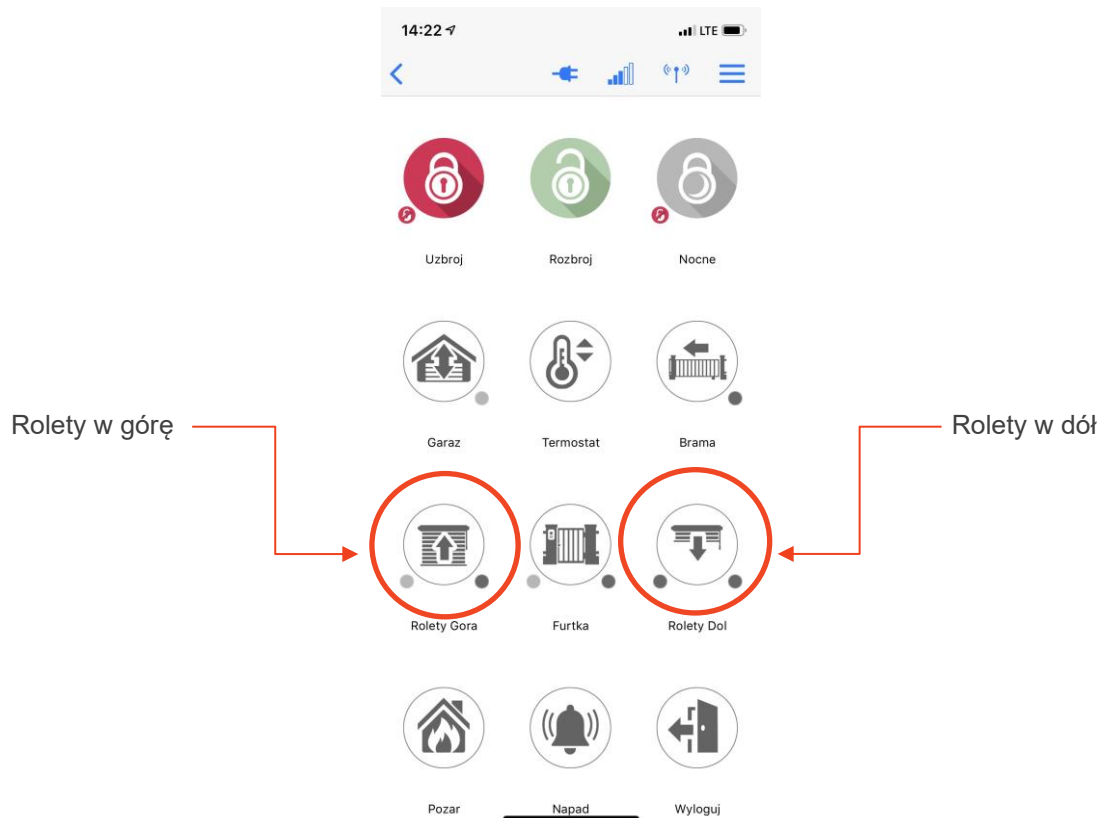 14:22
LTE
Uzbroj
Rozbroj
Nocne
Garaz
Termostat
Brama
Rolety w górę
Rolety w dół
Rolety Gora
Furtka
Rolety Dol
Pozar
Napad
Wyloguj